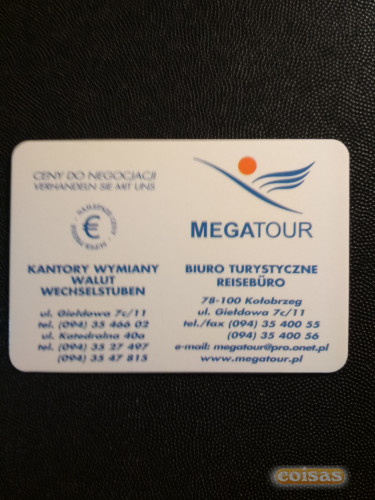 CENY DO NEGOCJACJI
VERHANDELN SIE MIT UNS
NAJLEPSZE CENY
€
KANTORY WYMIANY
WALUT
WECHSELSTUBEN
ul. Giełdowa 7c/11
tel. (094) 35 466 02
ul. Katedralna 40a
tel. (094) 35 27 497
(094) 35 47 815
MEGATOUR
BIURO TURYSTYCZNE
REISEBÜRO
78-100 Kołobrzeg
ul. Giełdowa 7c/11
tel./fax (094) 35 400 55
(094) 35 400 56
e-mail: megatour@pro.onet.pl
www.megatour.pl
coisas